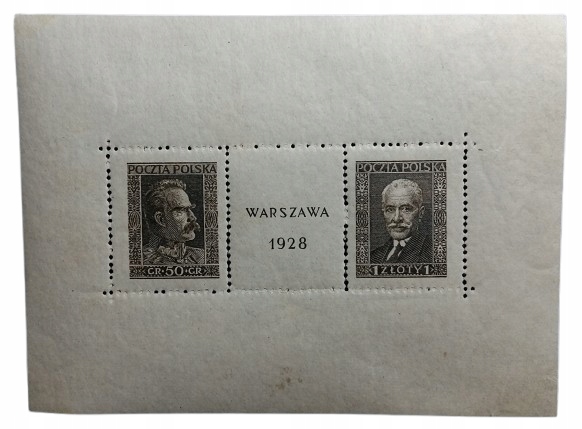 POCZTA POLSKA
GR·50·GR
WARSZAWA
1928
POCZTA POLSKA
1 ZŁOTY 1